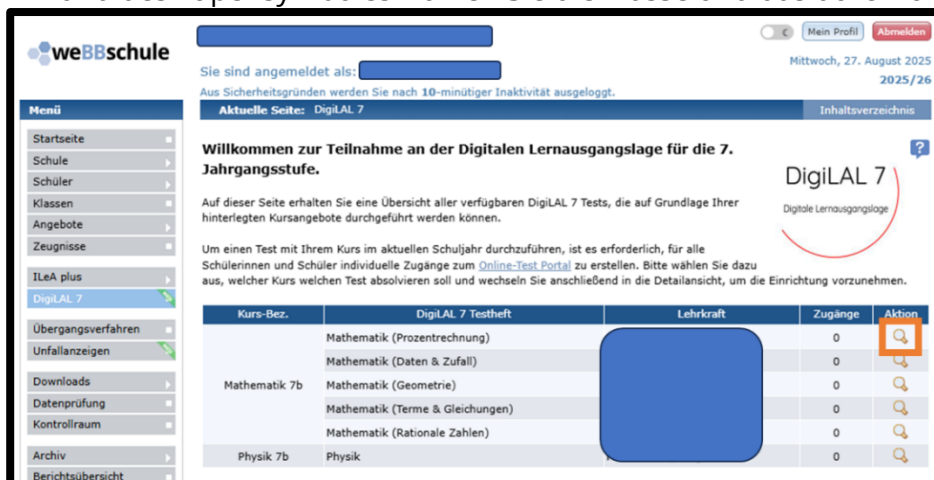 weBBschule
Mein Profil
Abmelden
Sie sind angemeldet als:
Mittwoch, 27. August 2025
2025/26
Aus Sicherheitsgründen werden Sie nach 10-minütiger Inaktivität ausgeloggt.
Menü
Aktuelle Seite: DigiLAL 7
Inhaltsverzeichnis
Startseite
Schule
Schüler
Klassen
Angebote
Zeugnisse
ILeA plus
DigiLAL 7
Übergangsverfahren
Unfallanzeigen
Downloads
Datenprüfung
Kontrollraum
Archiv
Berichtsübersicht
Willkommen zur Teilnahme an der Digitalen Lernausgangslage für die 7.
Jahrgangsstufe.
?
DigiLAL 7
Digitale Lernausgangslage
Auf dieser Seite erhalten Sie eine Übersicht aller verfügbaren DigiLAL 7 Tests, die auf Grundlage Ihrer
hinterlegten Kursangebote durchgeführt werden können.
Um einen Test mit Ihrem Kurs im aktuellen Schuljahr durchzuführen, ist es erforderlich, für alle
Schülerinnen und Schüler individuelle Zugänge zum Online-Test Portal zu erstellen. Bitte wählen Sie dazu
aus, welcher Kurs welchen Test absolvieren soll und wechseln Sie anschließend in die Detailansicht, um die Einrichtung vorzunehmen.
Kurs-Bez. DigiLAL 7 Testheft Lehrkraft Zugänge Aktion
Mathematik (Prozentrechnung) 0
Mathematik (Daten & Zufall) 0
Mathematik 7b Mathematik (Geometrie) 0
Mathematik (Terme & Gleichungen) 0
Mathematik (Rationale Zahlen) 0
Physik 7b Physik 0